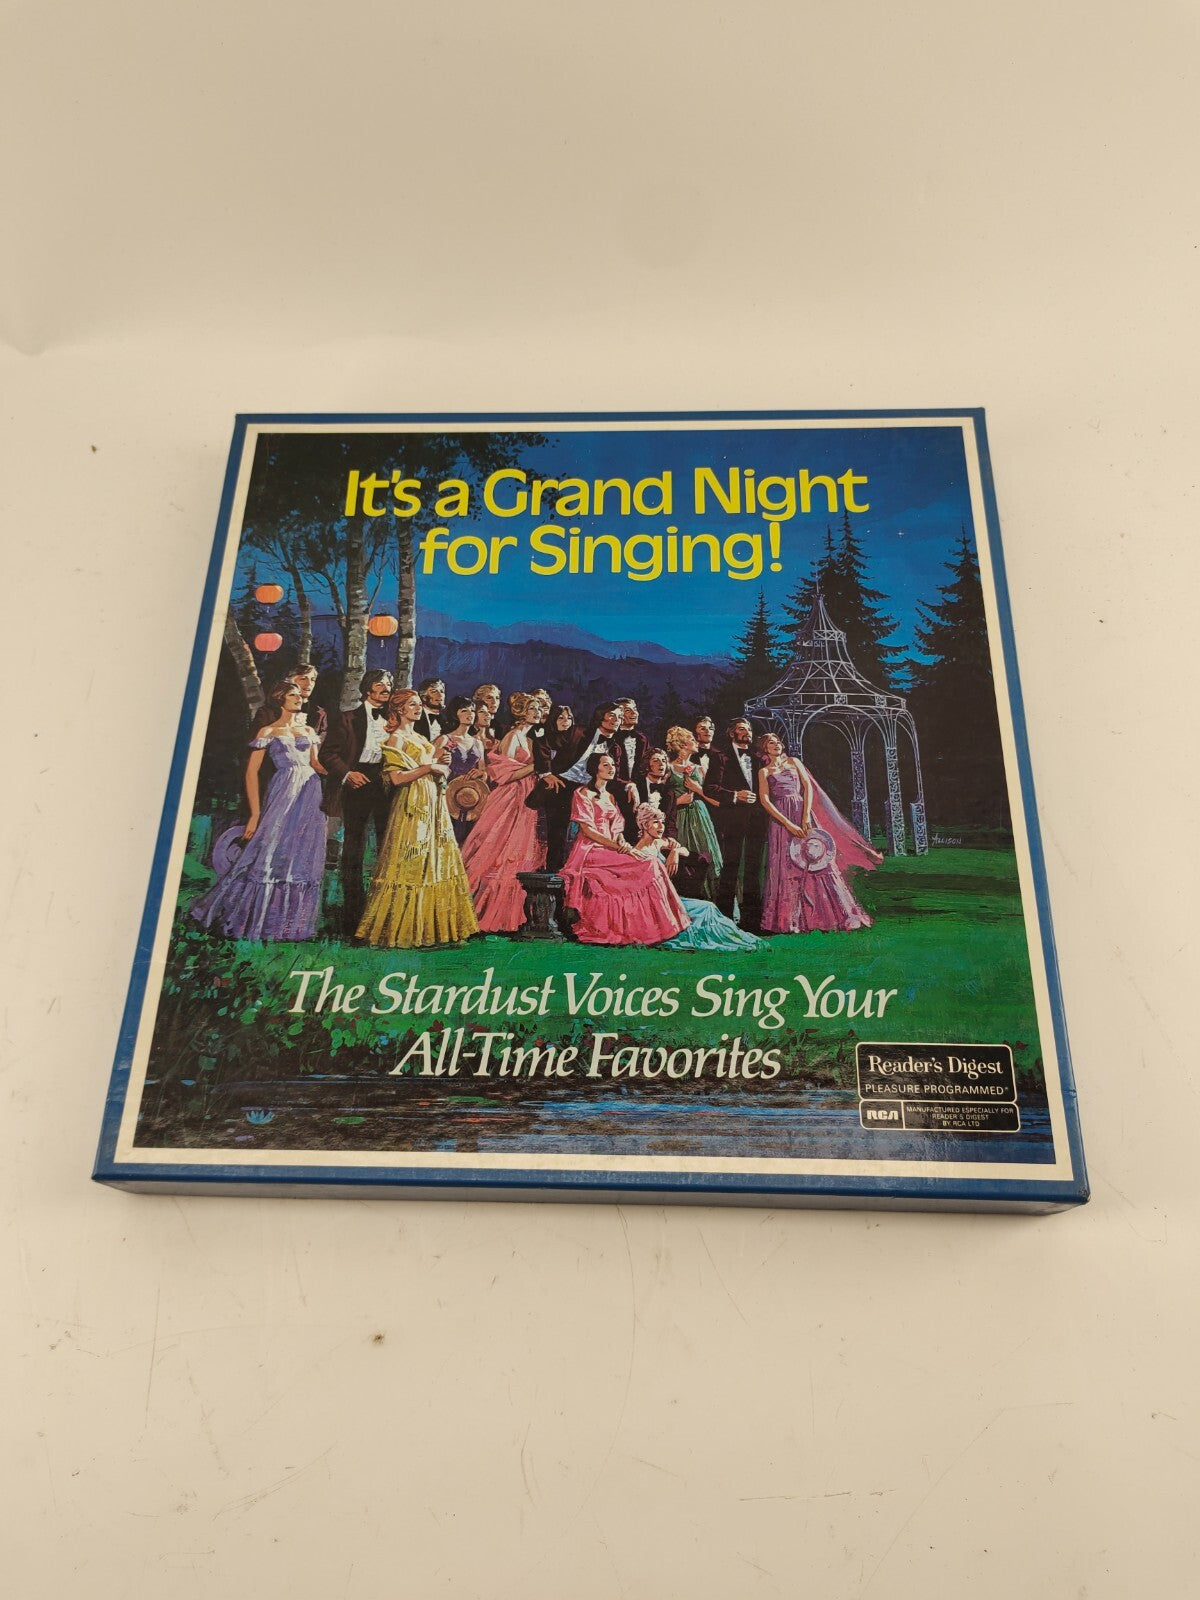 It's a Grand Night
for Singing!
ALLISON
The Stardust Voices Sing Your
All-Time Favorites
Reader's Digest
PLEASURE PROGRAMMED®
RCA
MANUFACTURED ESPECIALLY FOR
READER'S DIGEST
BY RCA LTD